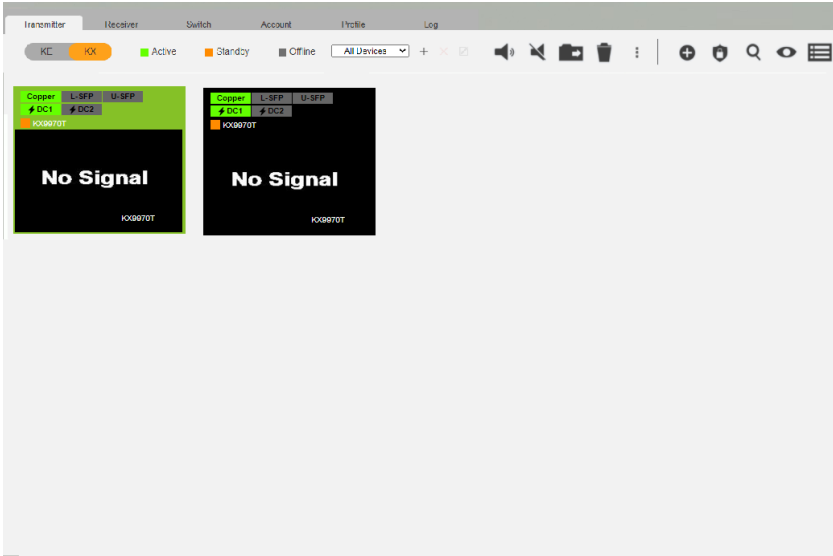 Transmitter Receiver Switch Account Profile Log
KE KX Active Standby Offline All Devices
Copper L-SFP U-SFP
DC1 DC2
KX9970T
No Signal
KX9970T
Copper L-SFP U-SFP
DC1 DC2
KX9970T
No Signal
KX9970T